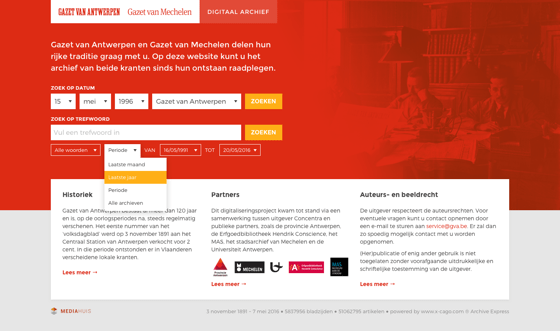 GAZET VAN ANTWERPEN Gazet van Mechelen DIGITAAL ARCHIEF
Gazet van Antwerpen en Gazet van Mechelen delen hun
rijke traditie graag met u. Op deze website kunt u het
archief van beide kranten sinds hun ontstaan raadplegen.
ZOEK OP DATUM
15 mei 1996 Gazet van Antwerpen ZOEKEN
ZOEK OP TREFWOORD
Vul een trefwoord in ZOEKEN
Alle woorden Periode VAN 16/05/1991 TOT 20/05/2016
Laatste maand
Laatste jaar
Periode
Alle archieven
Historiek
Gazet van Antwerpen bestaat al meer dan 120 jaar
en is, op de oorlogsperiodes na, steeds regelmatig
verschenen. Het eerste nummer van het
'volksdagblad' werd op 3 november 1891 aan het
Centraal Station van Antwerpen verkocht voor 2
cent. In die periode ontstonden er in Vlaanderen
verscheidene lokale kranten.
Lees meer →
Partners
Dit digitaliseringsproject kwam tot stand via een
samenwerking tussen uitgever Concentra en
publieke partners, zoals de provincie Antwerpen,
de Erfgoedbibliotheek Hendrik Conscience, het
MAS, het stadsarchief van Mechelen en de
Universiteit Antwerpen.
MECHELEN
MAS
Lees meer →
Auteurs- en beeldrecht
De uitgever respecteert de auteursrechten. Voor
eventuele vragen kunt u contact opnemen door
een e-mail te sturen aan service@gva.be. Er zal dan
zo spoedig mogelijk contact met u worden
opgenomen.
(Her)publicatie of enig ander gebruik is niet
toegelaten zonder voorafgaande uitdrukkelijke en
schriftelijke toestemming van de uitgever.
Lees meer →
MEDIAHUIS
3 november 1891 - 7 mei 2016 • 5837956 bladzijden • 51062795 artikelen • powered by www.x-cago.com X Archive Express